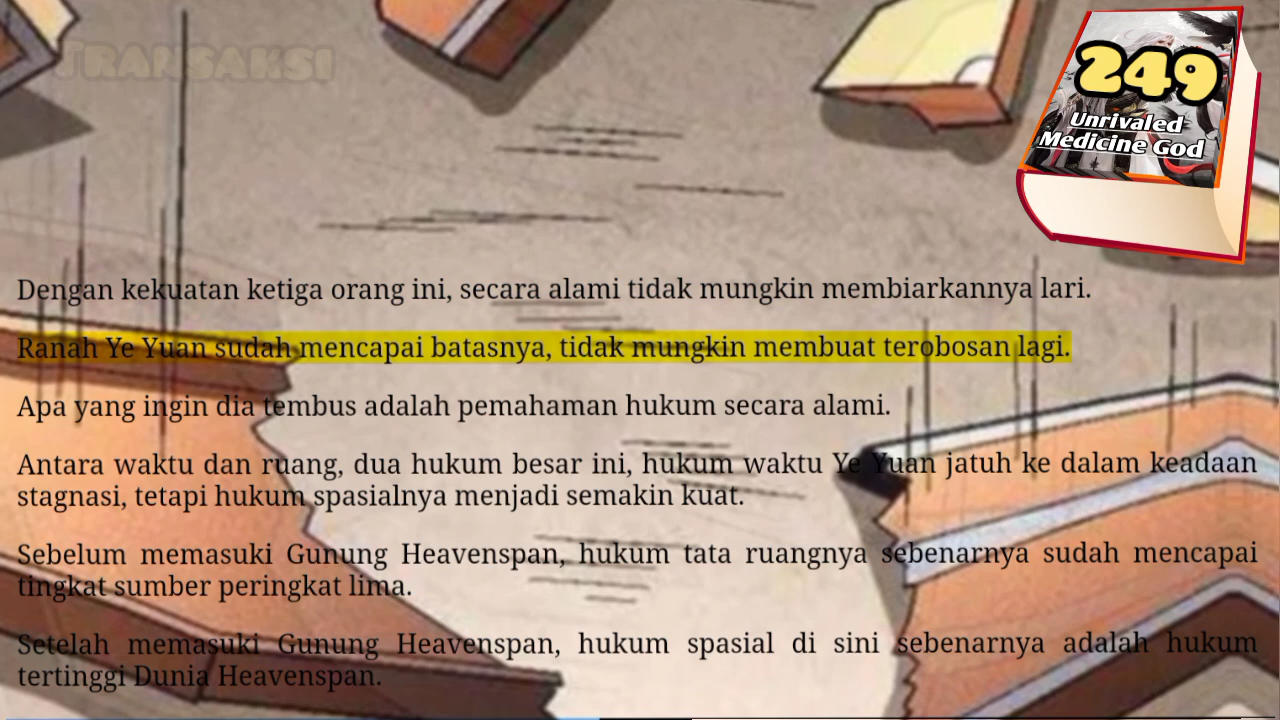 TRANSAKSI
249
Unrivaled
Medicine God
Dengan kekuatan ketiga orang ini, secara alami tidak mungkin membiarkannya lari.
Ranah Ye Yuan sudah mencapai batasnya, tidak mungkin membuat terobosan lagi.
Apa yang ingin dia tembus adalah pemahaman hukum secara alami.
Antara waktu dan ruang, dua hukum besar ini, hukum waktu Ye Yuan jatuh ke dalam keadaan
stagnasi, tetapi hukum spasialnya menjadi semakin kuat.
Sebelum memasuki Gunung Heavenspan, hukum tata ruangnya sebenarnya sudah mencapai
tingkat sumber peringkat lima.
Setelah memasuki Gunung Heavenspan, hukum spasial di sini sebenarnya adalah hukum
tertinggi Dunia Heavenspan.